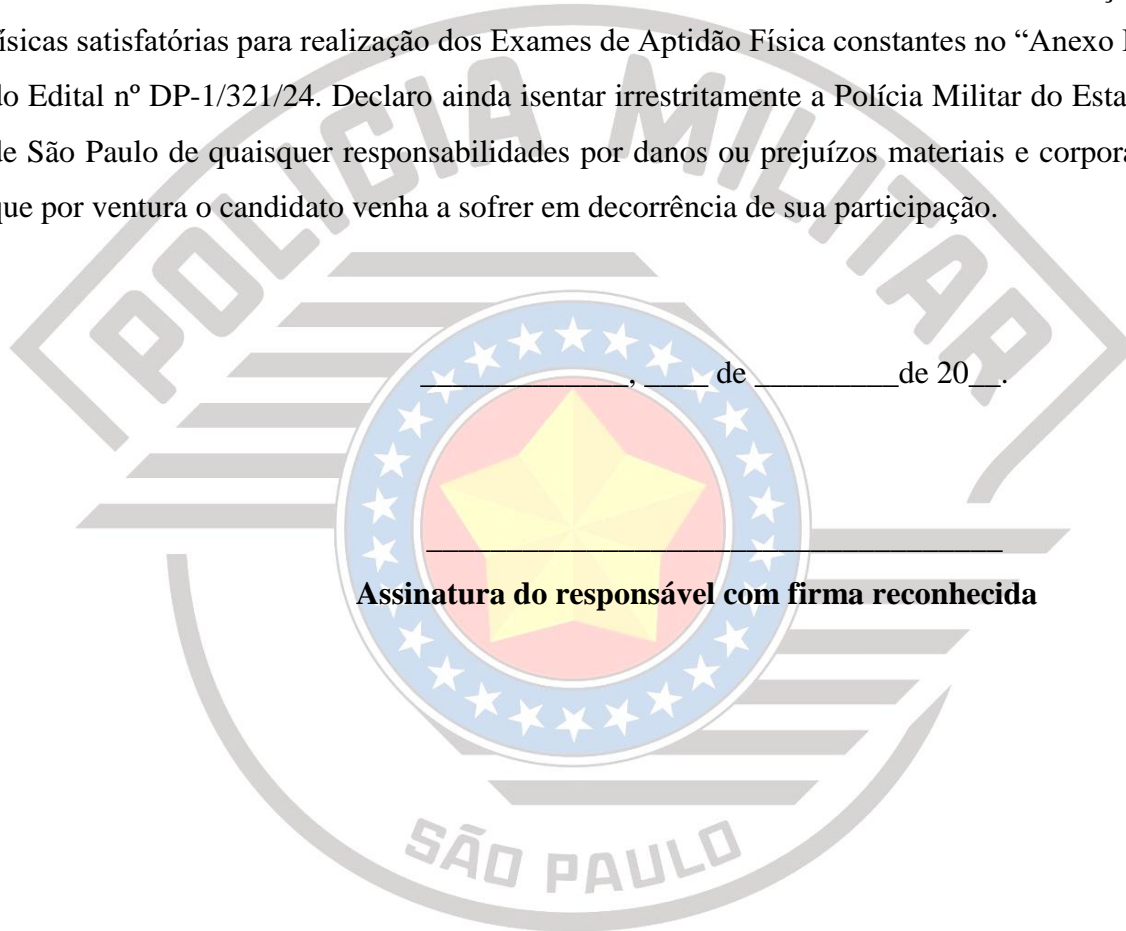 ísicas satisfatórias para realização dos Exames de Aptidão Física constantes no “Anexo
do Edital nº DP-1/321/24. Declaro ainda isentar irrestritamente a Polícia Militar do Esta
de São Paulo de quaisquer responsabilidades por danos ou prejuízos materiais e corpora
que por ventura o candidato venha a sofrer em decorrência de sua participação.
POLÍCIA MILITAR
_____________, ____ de _________de 20__.
____________________________________
Assinatura do responsável com firma reconhecida
SÃO PAULO